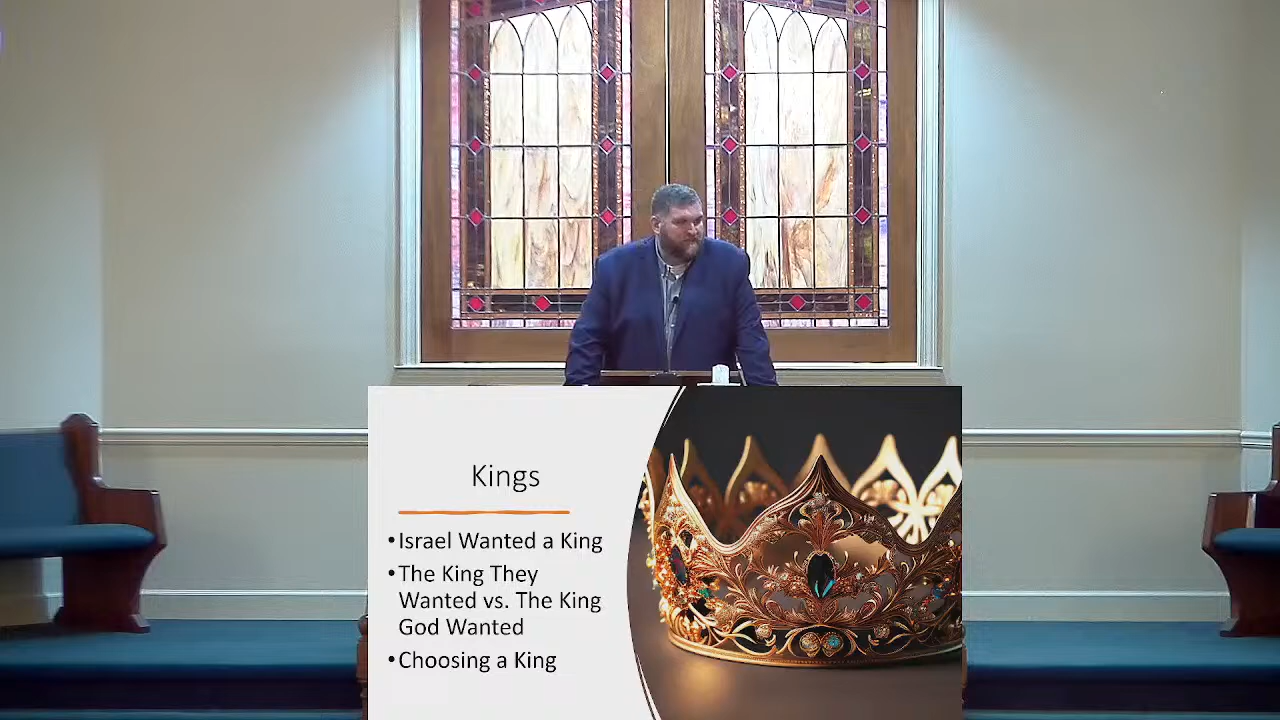 Kings
•Israel Wanted a King
•The King They
Wanted vs. The King
God Wanted
•Choosing a King